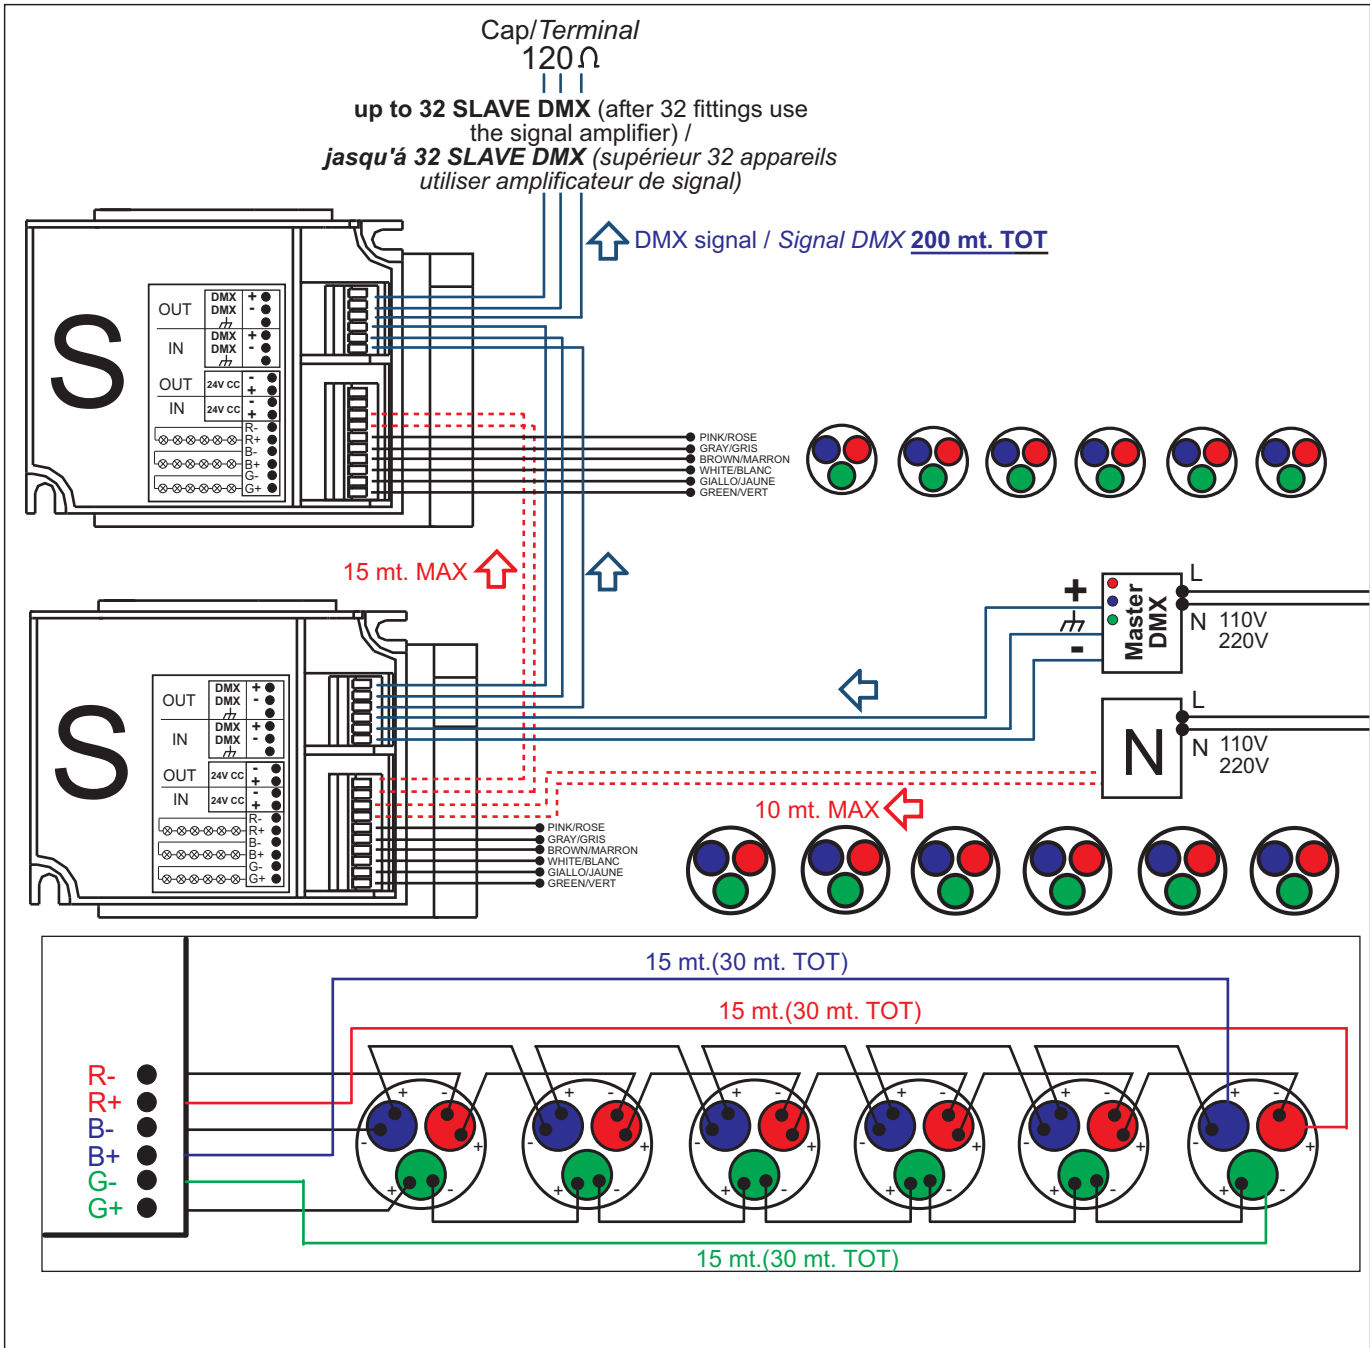 Cap/Terminal
120 Ω
up to 32 SLAVE DMX (after 32 fittings use
the signal amplifier) /
jasqu'á 32 SLAVE DMX (supérieur 32 appareils
utiliser amplificateur de signal)
DMX signal / Signal DMX 200 mt. TOT
S
OUT
DMX +
DMX -
IN
DMX +
DMX -
OUT
24V CC
-
+
IN
24V CC
-
+
R-
R+
B-
B+
G-
G+
PINK/ROSE
GRAY/GRIS
BROWN/MARRON
WHITE/BLANC
GIALLO/JAUNE
GREEN/VERT
15 mt. MAX
S
OUT
DMX +
DMX -
IN
DMX +
DMX -
OUT
24V CC
-
+
IN
24V CC
-
+
R-
R+
B-
B+
G-
G+
+
-
Master
DMX
L
N
110V
220V
N
L
N
110V
220V
10 mt. MAX
PINK/ROSE
GRAY/GRIS
BROWN/MARRON
WHITE/BLANC
GIALLO/JAUNE
GREEN/VERT
15 mt.(30 mt. TOT)
15 mt.(30 mt. TOT)
R-
R+
B-
B+
G-
G+
+ - + - + - + - + - + -
- + - + - + - + - + - +
+ - + - + - + - + - + -
15 mt.(30 mt. TOT)